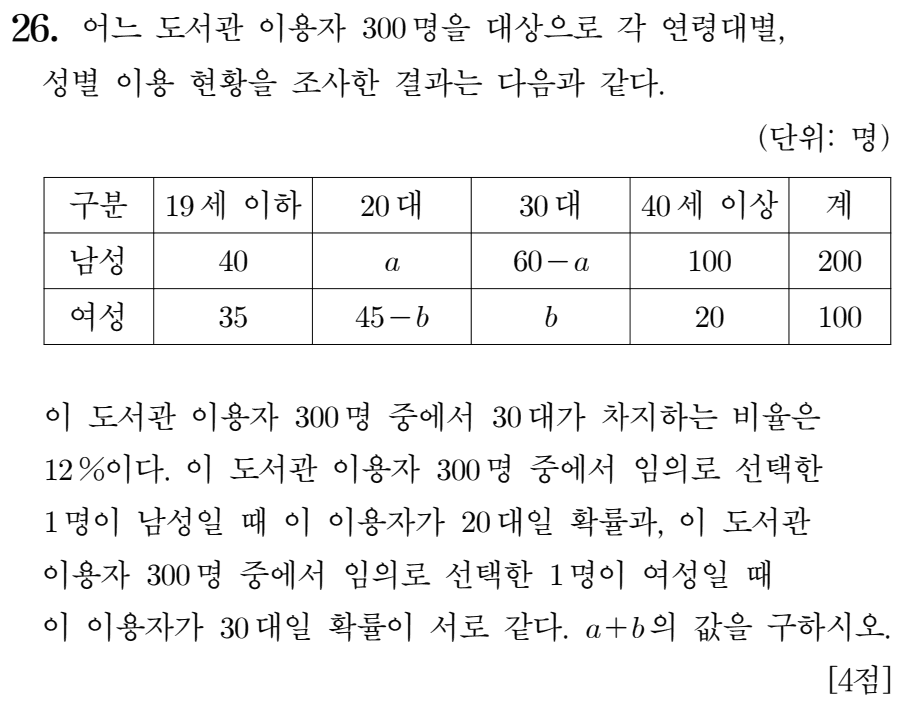 26. 어느 도서관 이용자 300명을 대상으로 각 연령대별,
성별 이용 현황을 조사한 결과는 다음과 같다.
(단위: 명)
구분 19세 이하 20대 30대 40세 이상 계
남성 40 a 60-a 100 200
여성 35 45-b b 20 100
이 도서관 이용자 300명 중에서 30대가 차지하는 비율은
12%이다. 이 도서관 이용자 300명 중에서 임의로 선택한
1명이 남성일 때 이 이용자가 20대일 확률과, 이 도서관
이용자 300명 중에서 임의로 선택한 1명이 여성일 때
이 이용자가 30대일 확률이 서로 같다. a+b의 값을 구하시오.
[4점]